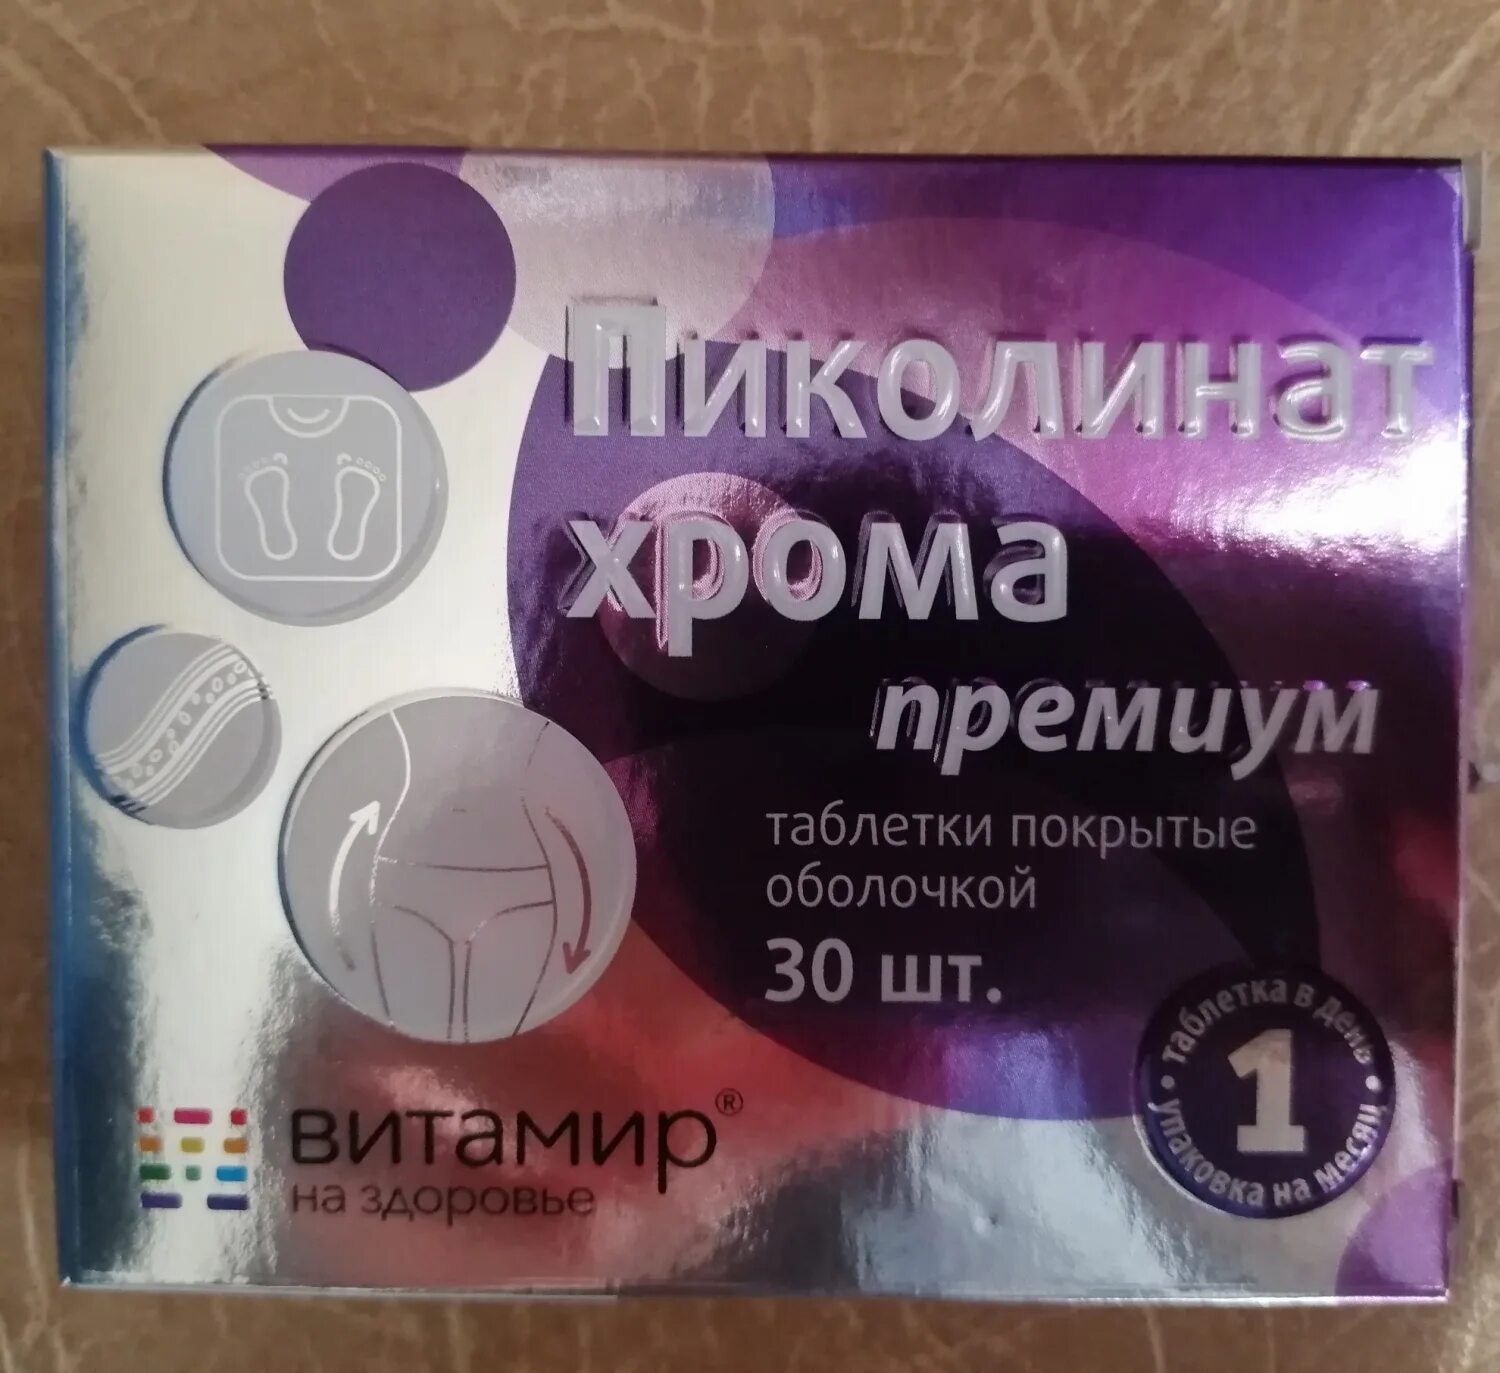 Пиколинат
хрома
премиум
таблетки покрытые
оболочкой
30 шт.
таблетка в день
1
упаковка на месяц
витамир®
на здоровье